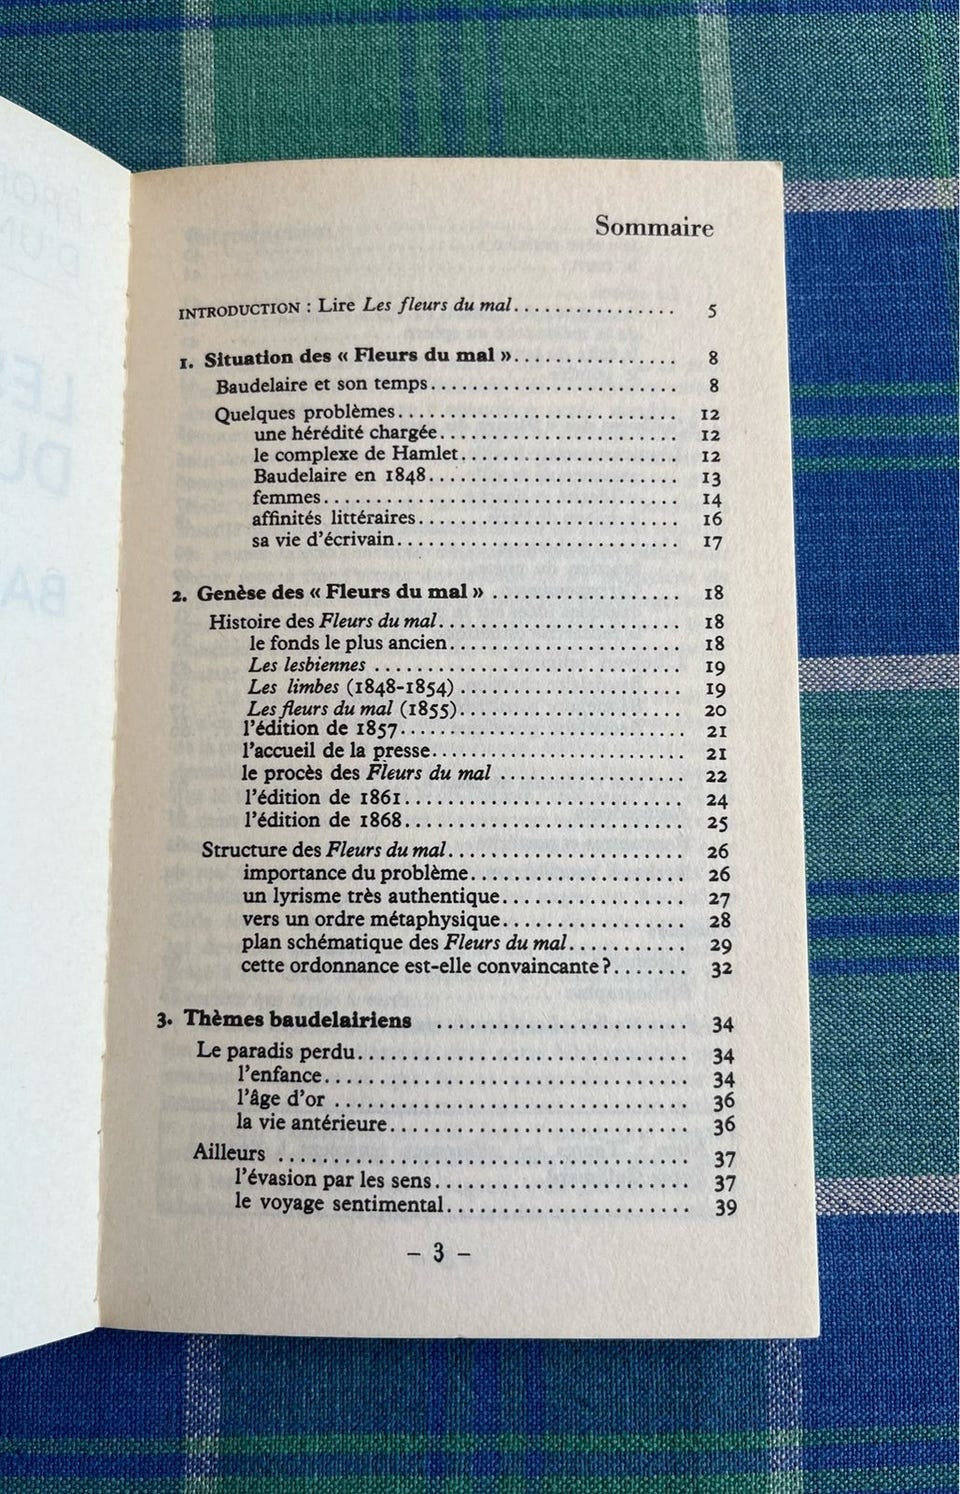 Sommaire
INTRODUCTION : Lire Les fleurs du mal................ 5
1. Situation des « Fleurs du mal »................ 8
Baudelaire et son temps......................... 8
Quelques problèmes............................ 12
une hérédité chargée........................ 12
le complexe de Hamlet...................... 12
Baudelaire en 1848......................... 13
femmes.................................... 14
affinités littéraires.......................... 16
sa vie d'écrivain............................ 17
2. Genèse des « Fleurs du mal » ................... 18
Histoire des Fleurs du mal........................ 18
le fonds le plus ancien....................... 18
Les lesbiennes ............................... 19
Les limbes (1848-1854) ....................... 19
Les fleurs du mal (1855)....................... 20
l'édition de 1857............................. 21
l'accueil de la presse.......................... 21
le procès des Fleurs du mal ................... 22
l'édition de 1861............................ 24
l'édition de 1868............................ 25
Structure des Fleurs du mal........................ 26
importance du problème...................... 26
un lyrisme très authentique................... 27
vers un ordre métaphysique................... 28
plan schématique des Fleurs du mal........... 29
cette ordonnance est-elle convaincante?....... 32
3. Thèmes baudelairiens ......................... 34
Le paradis perdu................................. 34
l'enfance.................................... 34
l'âge d'or ................................... 36
la vie antérieure.............................. 36
Ailleurs ......................................... 37
l'évasion par les sens......................... 37
le voyage sentimental........................ 39
– 3 –